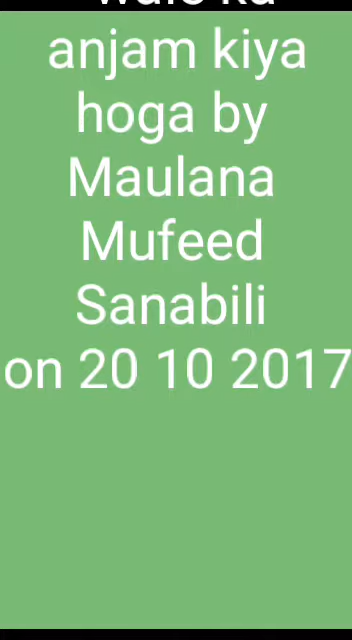 anjam kiya
hoga by
Maulana
Mufeed
Sanabili
on 20 10 2017